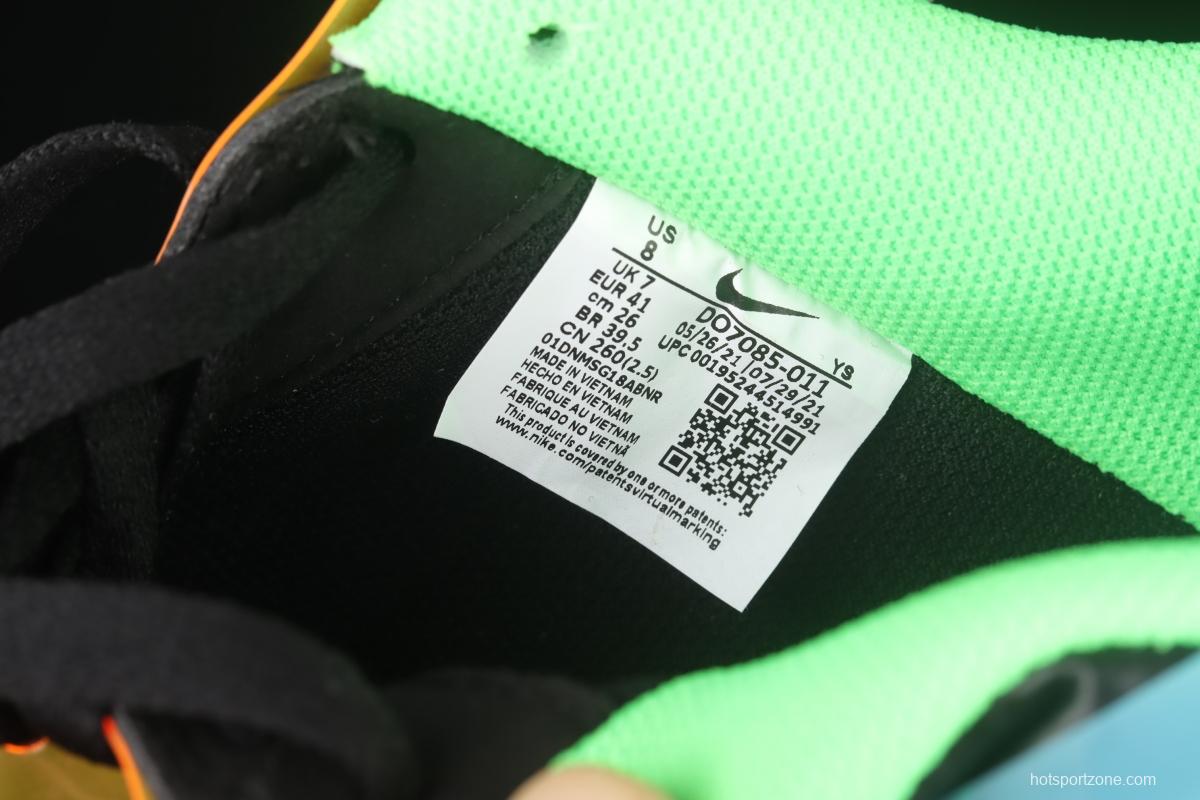 US
8
UK 7
EUR 41
cm 26
BR 39.5
CN 260(2.5)
01DNMSG18ABNR
MADE IN VIETNAM
HECHO EN VIETNAM
FABRIQUE AU VIETNAM
FABRICADO NO VIETNÃ
This product is covered by one or more patents:
www.nike.com/patentsvirtualmarking
DO7085-011 YS
05/26/21 | 07/29/21
UPC 00195244514991
hotsportzone.com